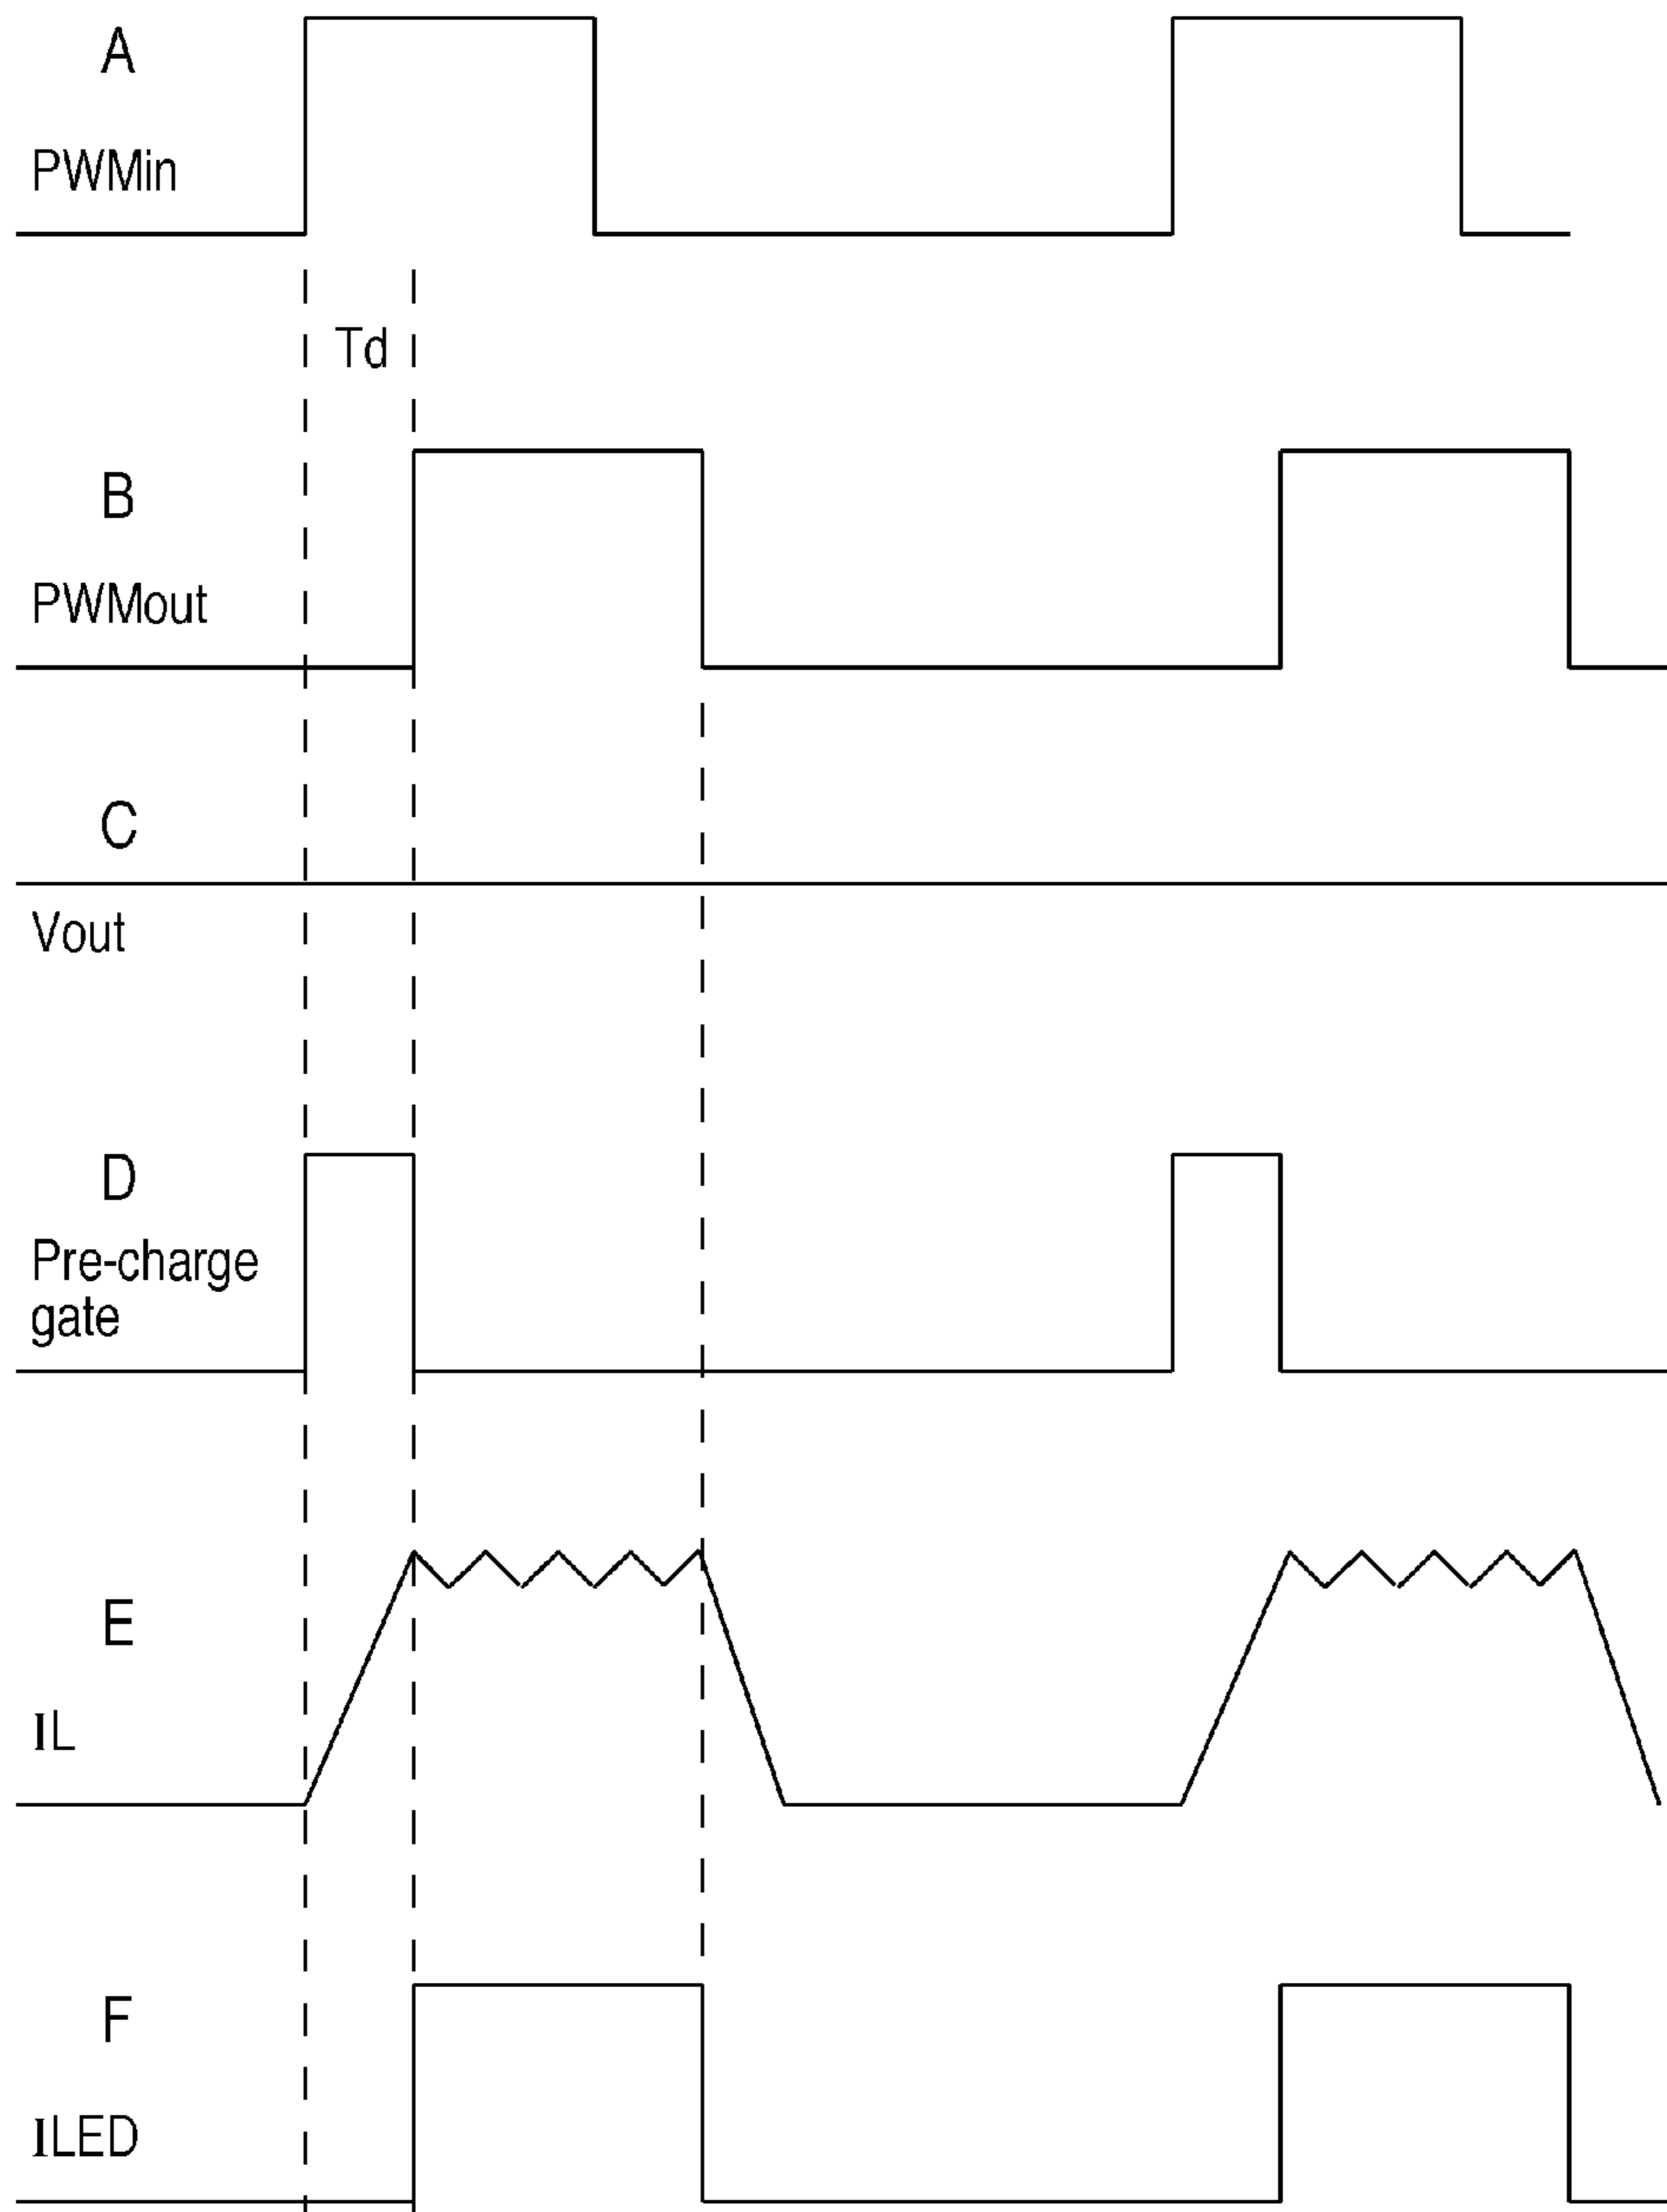 A
PWMin
Td
B
PWMout
C
Vout
D
Pre-charge
gate
E
IL
F
ILED